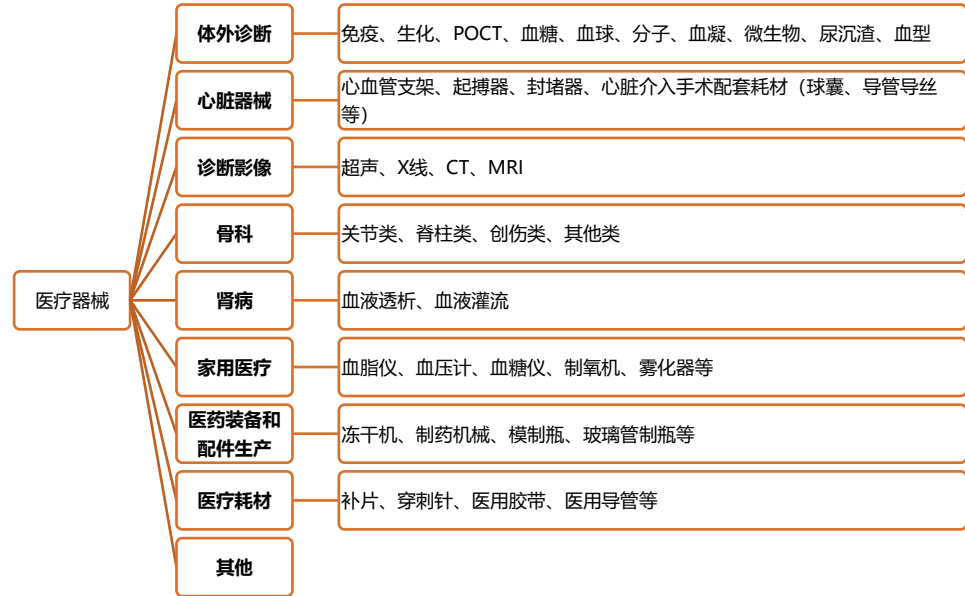 体外诊断
免疫、生化、POCT、血糖、血球、分子、血凝、微生物、尿沉渣、血型
心脏器械
心血管支架、起搏器、封堵器、心脏介入手术配套耗材（球囊、导管导丝
等）
诊断影像
超声、X线、CT、MRI
骨科
关节类、脊柱类、创伤类、其他类
医疗器械
肾病
血液透析、血液灌流
家用医疗
血脂仪、血压计、血糖仪、制氧机、雾化器等
医药装备和
配件生产
冻干机、制药机械、模制瓶、玻璃管制瓶等
医疗耗材
补片、穿刺针、医用胶带、医用导管等
其他